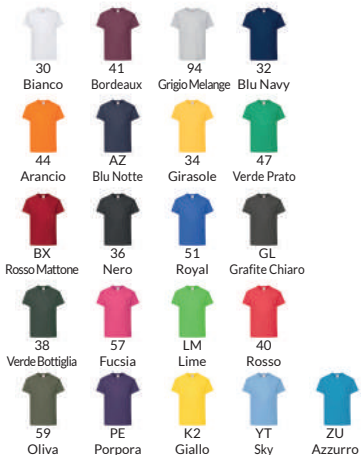 30 41 94 32
Bianco Bordeaux Grigio Melange Blu Navy
44 AZ 34 47
Arancio Blu Notte Girasole Verde Prato
BX 36 51 GL
Rosso Mattone Nero Royal Grafite Chiaro
38 57 LM 40
Verde Bottiglia Fucsia Lime Rosso
59 PE K2 YT ZU
Oliva Porpora Giallo Sky Azzurro